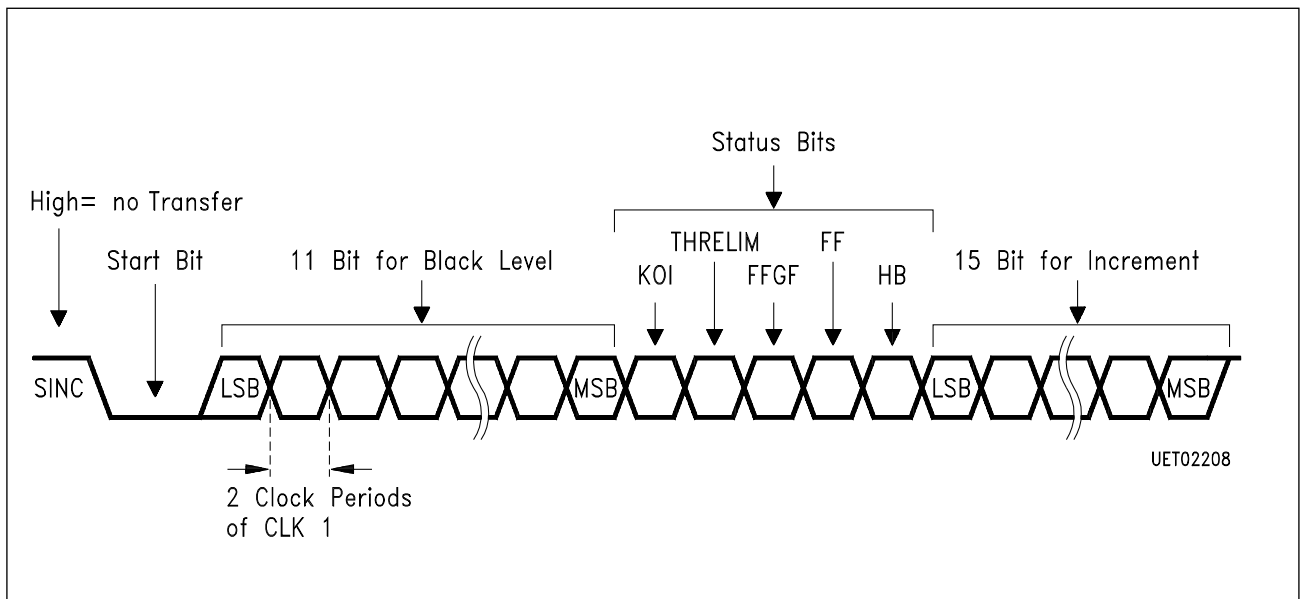 Status Bits
High= no Transfer
Start Bit
11 Bit for Black Level
THRELIM
FF
15 Bit for Increment
KOI
FFGF
HB
SINC
LSB
MSB
LSB
MSB
UET02208
2 Clock Periods
of CLK 1